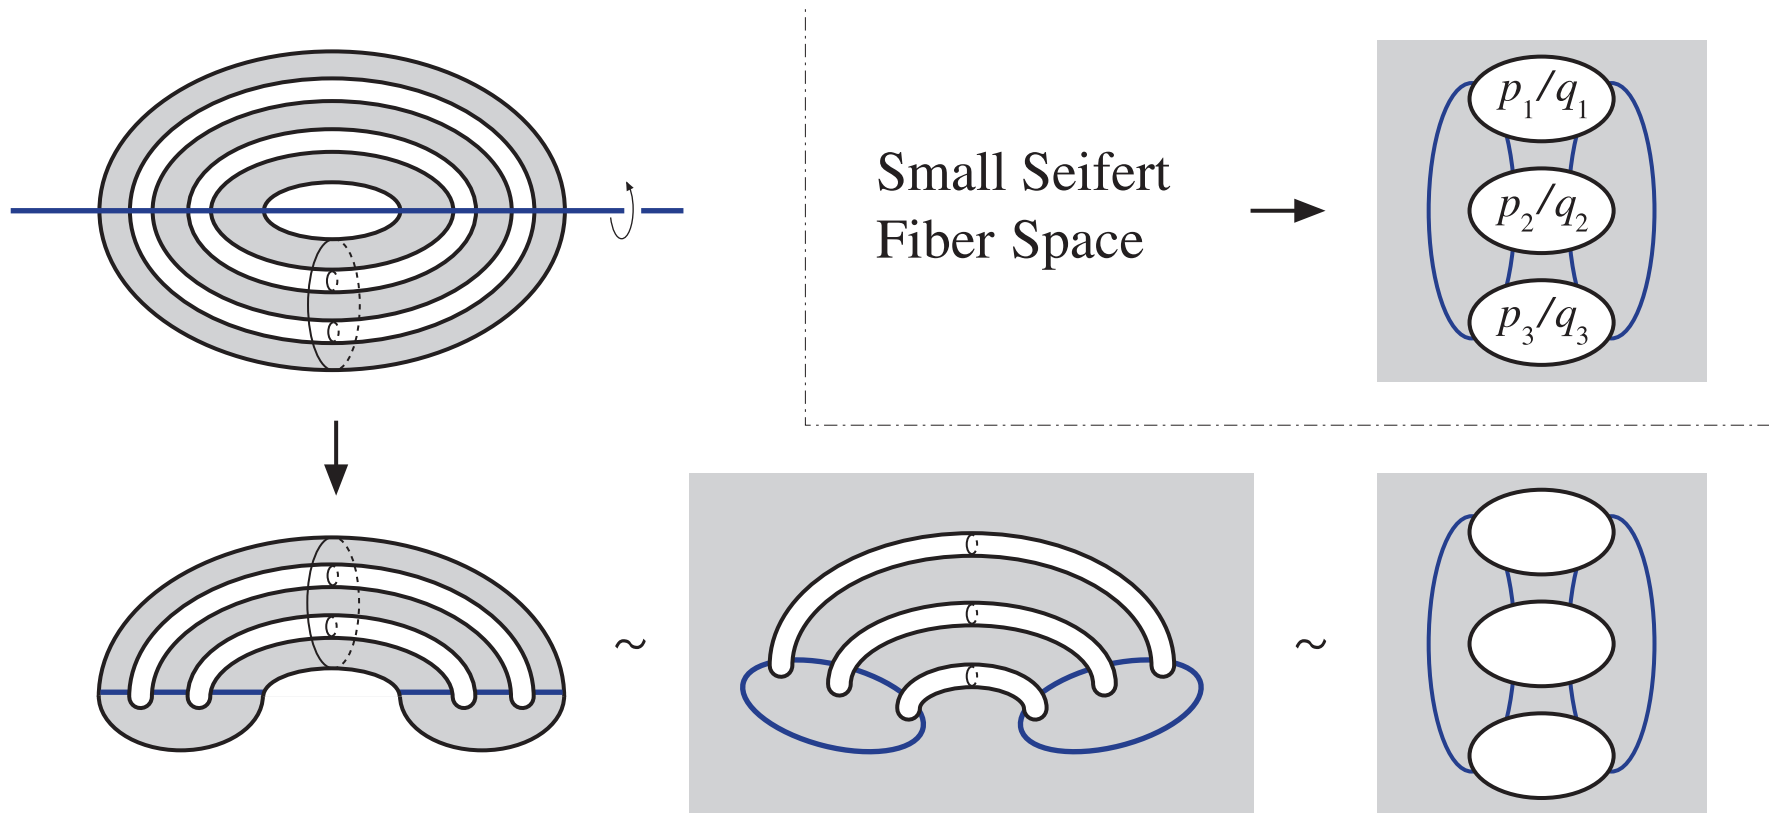 Small Seifert
Fiber Space
p1/q1
p2/q2
p3/q3
~
~